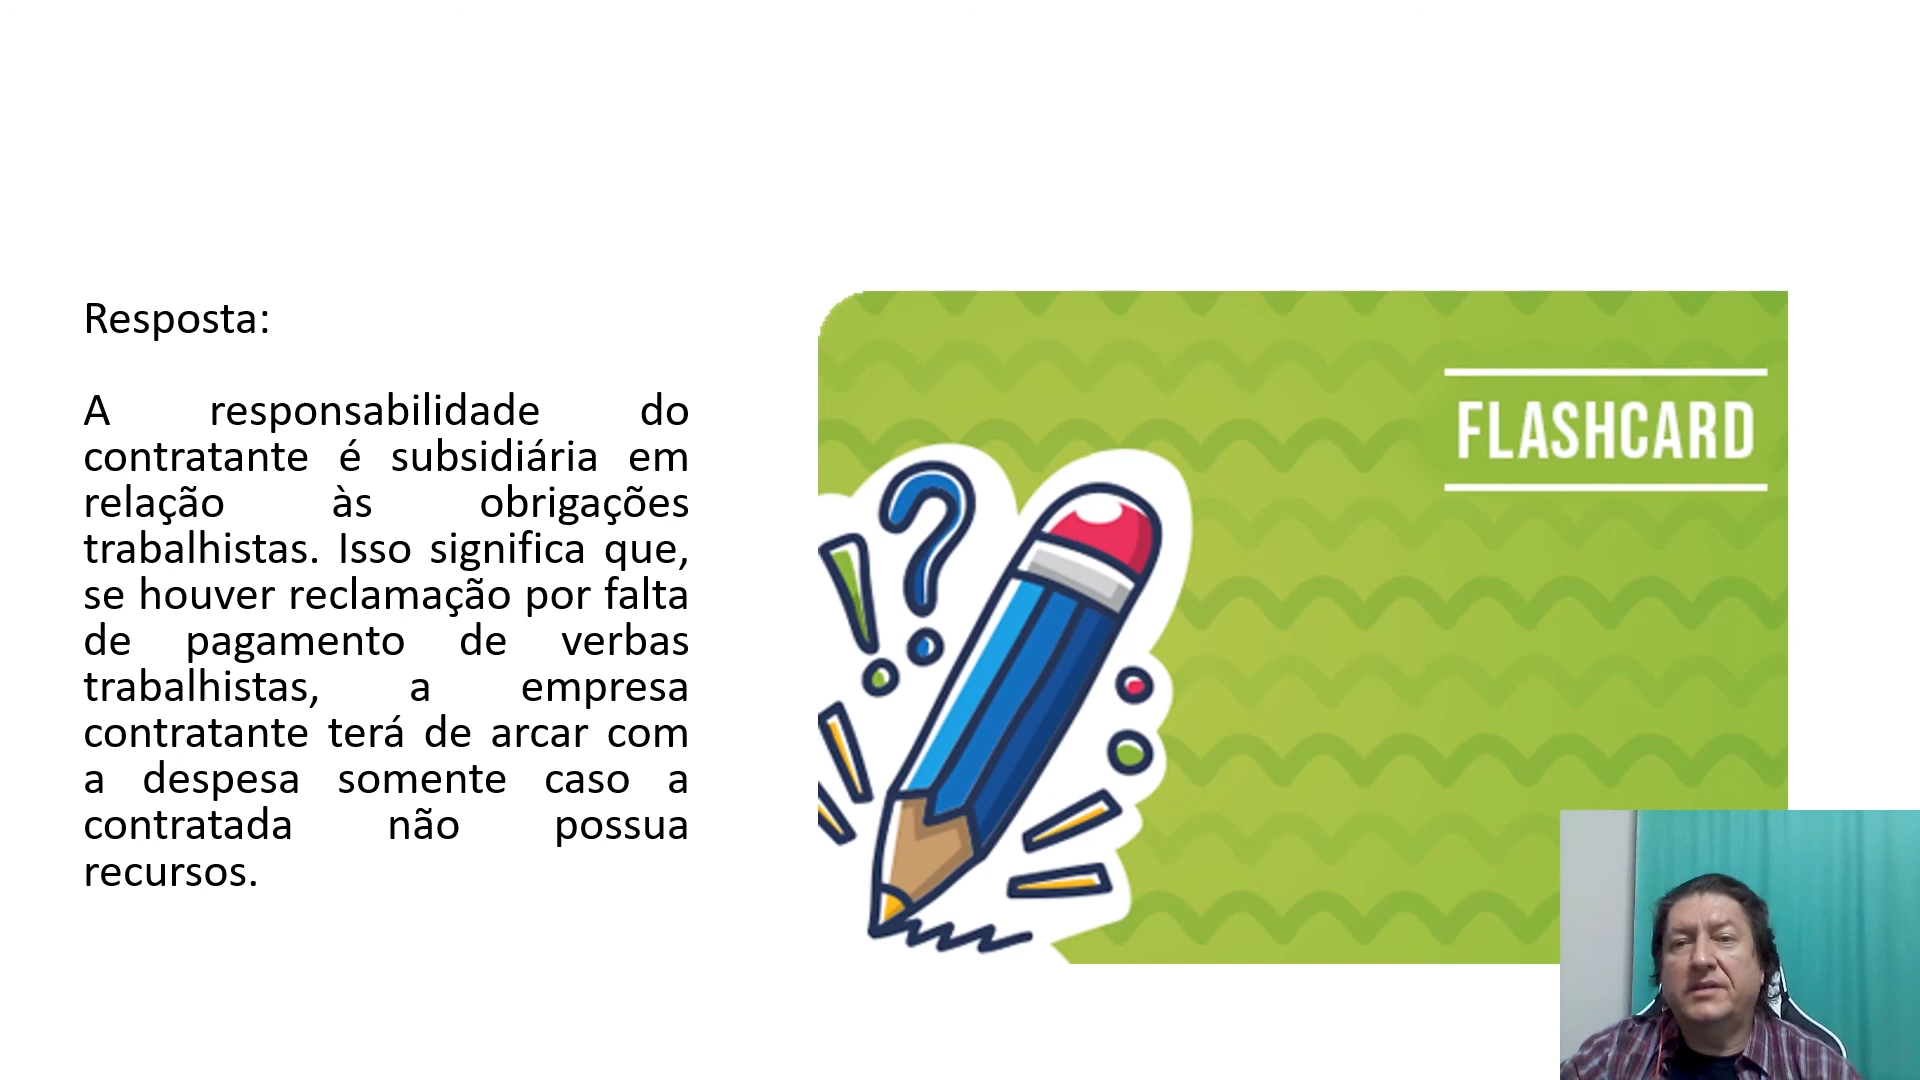 Resposta:
A responsabilidade do
contratante é subsidiária em
relação às obrigações
trabalhistas. Isso significa que,
se houver reclamação por falta
de pagamento de verbas
trabalhistas, a empresa
contratante terá de arcar com
a despesa somente caso a
contratada não possua
recursos.
FLASHCARD